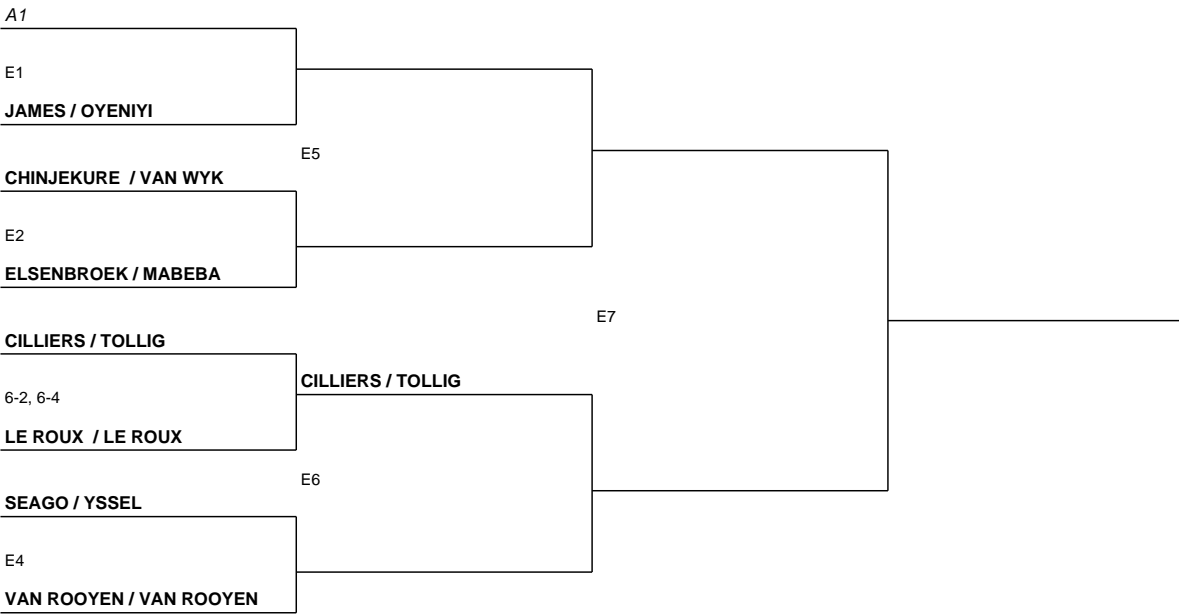 A1
E1
JAMES / OYENIYI
E5
CHINJEKURE / VAN WYK
E2
ELSENBROEK / MABEBA
E7
CILLIERS / TOLLIG
CILLIERS / TOLLIG
6-2, 6-4
LE ROUX / LE ROUX
E6
SEAGO / YSSEL
E4
VAN ROOYEN / VAN ROOYEN